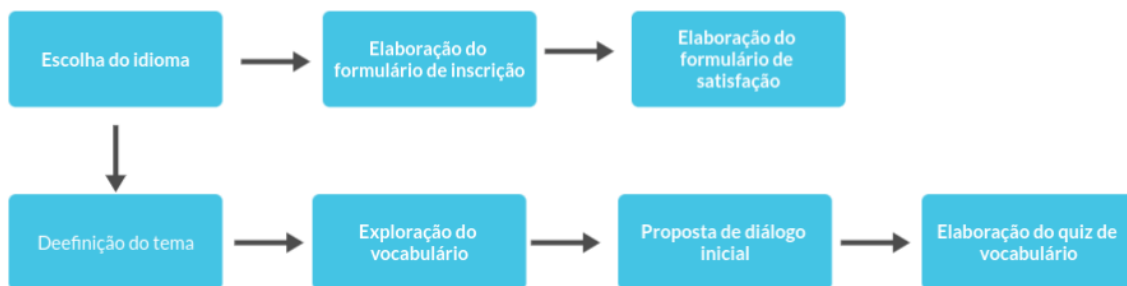 Escolha do idioma
Elaboração do
formulário de inscrição
Elaboração do
formulário de
satisfação
Deefinição do tema
Exploração do
vocabulário
Proposta de diálogo
inicial
Elaboração do quiz de
vocabulário